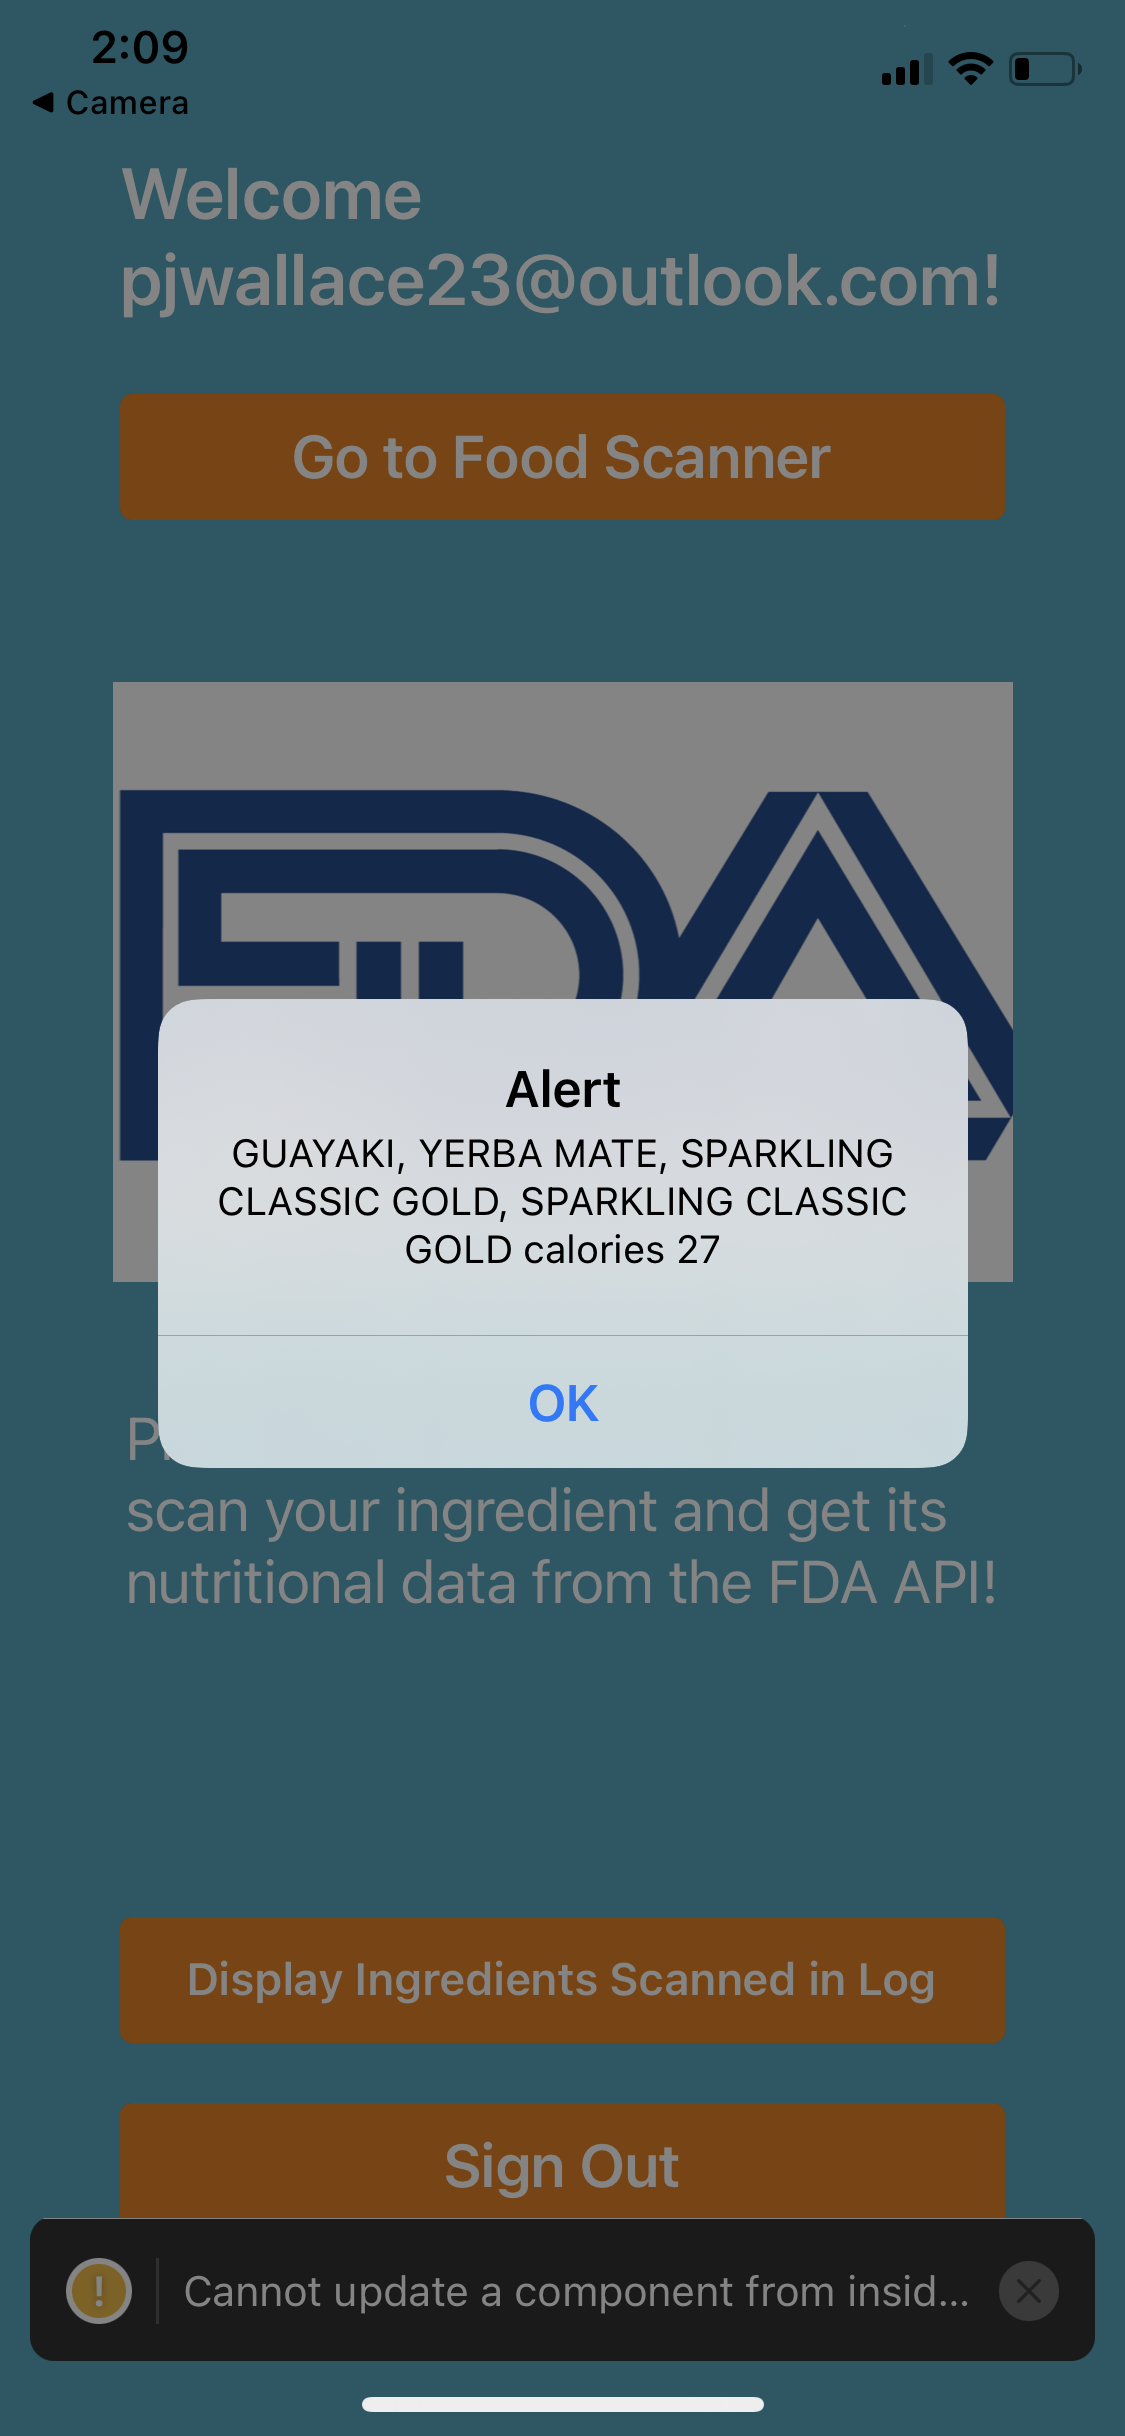 2:09
◀ Camera
Welcome
pjwallace23@outlook.com!
Go to Food Scanner
FDA
Alert
GUAYAKI, YERBA MATE, SPARKLING
CLASSIC GOLD, SPARKLING CLASSIC
GOLD calories 27
OK
scan your ingredient and get its
nutritional data from the FDA API!
Display Ingredients Scanned in Log
Sign Out
! Cannot update a component from insid...